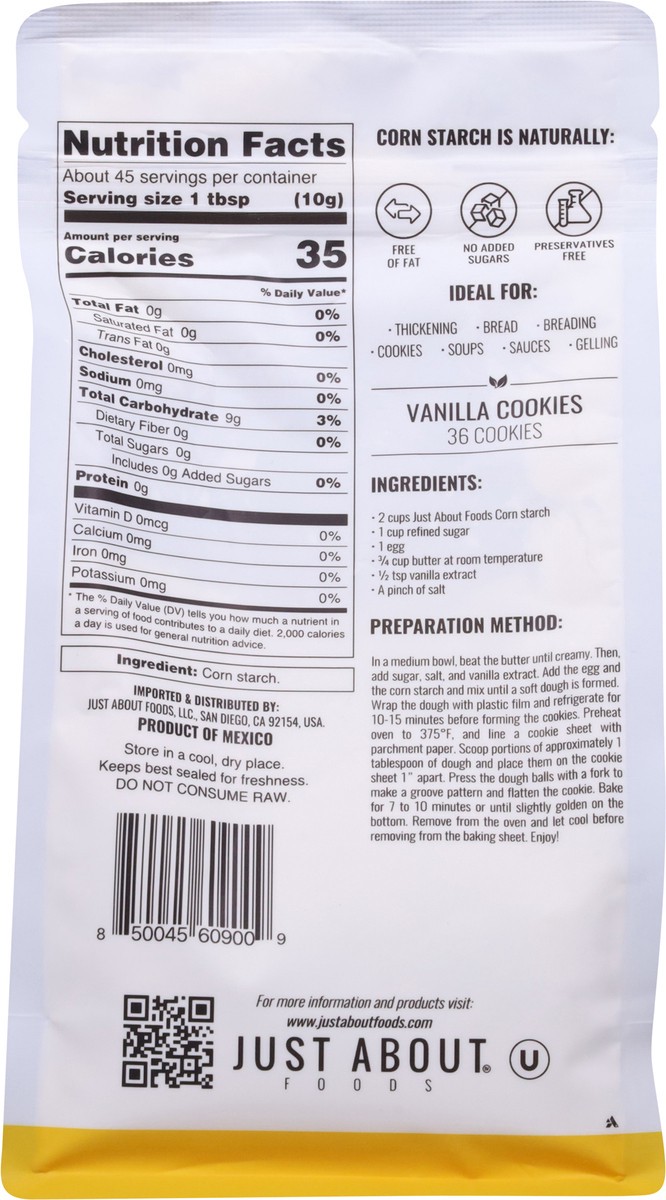 Nutrition Facts
About 45 servings per container
Serving size 1 tbsp (10g)
Amount per serving
Calories 35
% Daily Value*
Total Fat 0g 0%
Saturated Fat 0g 0%
Trans Fat 0g
Cholesterol 0mg 0%
Sodium 0mg 0%
Total Carbohydrate 9g 3%
Dietary Fiber 0g 0%
Total Sugars 0g
Includes 0g Added Sugars 0%
Protein 0g
Vitamin D 0mcg 0%
Calcium 0mg 0%
Iron 0mg 0%
Potassium 0mg 0%
* The % Daily Value (DV) tells you how much a nutrient in
a serving of food contributes to a daily diet. 2,000 calories
a day is used for general nutrition advice.
Ingredient: Corn starch.
IMPORTED & DISTRIBUTED BY:
JUST ABOUT FOODS, LLC., SAN DIEGO, CA 92154, USA.
PRODUCT OF MEXICO
Store in a cool, dry place.
Keeps best sealed for freshness.
DO NOT CONSUME RAW.
8 50045 60900 9
CORN STARCH IS NATURALLY:
FREE
OF FAT
NO ADDED
SUGARS
PRESERVATIVES
FREE
IDEAL FOR:
· THICKENING · BREAD · BREADING
· COOKIES · SOUPS · SAUCES · GELLING
VANILLA COOKIES
36 COOKIES
INGREDIENTS:
· 2 cups Just About Foods Corn starch
· 1 cup refined sugar
· 1 egg
· ¾ cup butter at room temperature
· ½ tsp vanilla extract
· A pinch of salt
PREPARATION METHOD:
In a medium bowl, beat the butter until creamy. Then,
add sugar, salt, and vanilla extract. Add the egg and
the corn starch and mix until a soft dough is formed.
Wrap the dough with plastic film and refrigerate for
10-15 minutes before forming the cookies. Preheat
oven to 375°F, and line a cookie sheet with
parchment paper. Scoop portions of approximately 1
tablespoon of dough and place them on the cookie
sheet 1" apart. Press the dough balls with a fork to
make a groove pattern and flatten the cookie. Bake
for 7 to 10 minutes or until slightly golden on the
bottom. Remove from the oven and let cool before
removing from the baking sheet. Enjoy!
For more information and products visit:
www.justaboutfoods.com
JUST ABOUT® U
FOODS